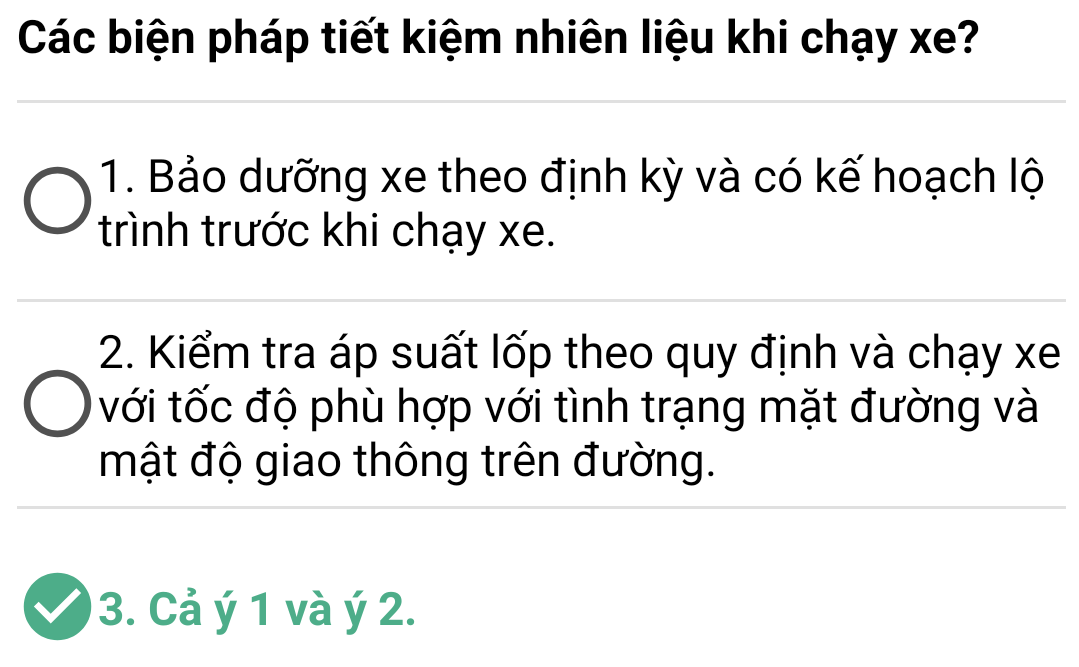 Các biện pháp tiết kiệm nhiên liệu khi chạy xe?
1. Bảo dưỡng xe theo định kỳ và có kế hoạch lộ
trình trước khi chạy xe.
2. Kiểm tra áp suất lốp theo quy định và chạy xe
với tốc độ phù hợp với tình trạng mặt đường và
mật độ giao thông trên đường.
3. Cả ý 1 và ý 2.